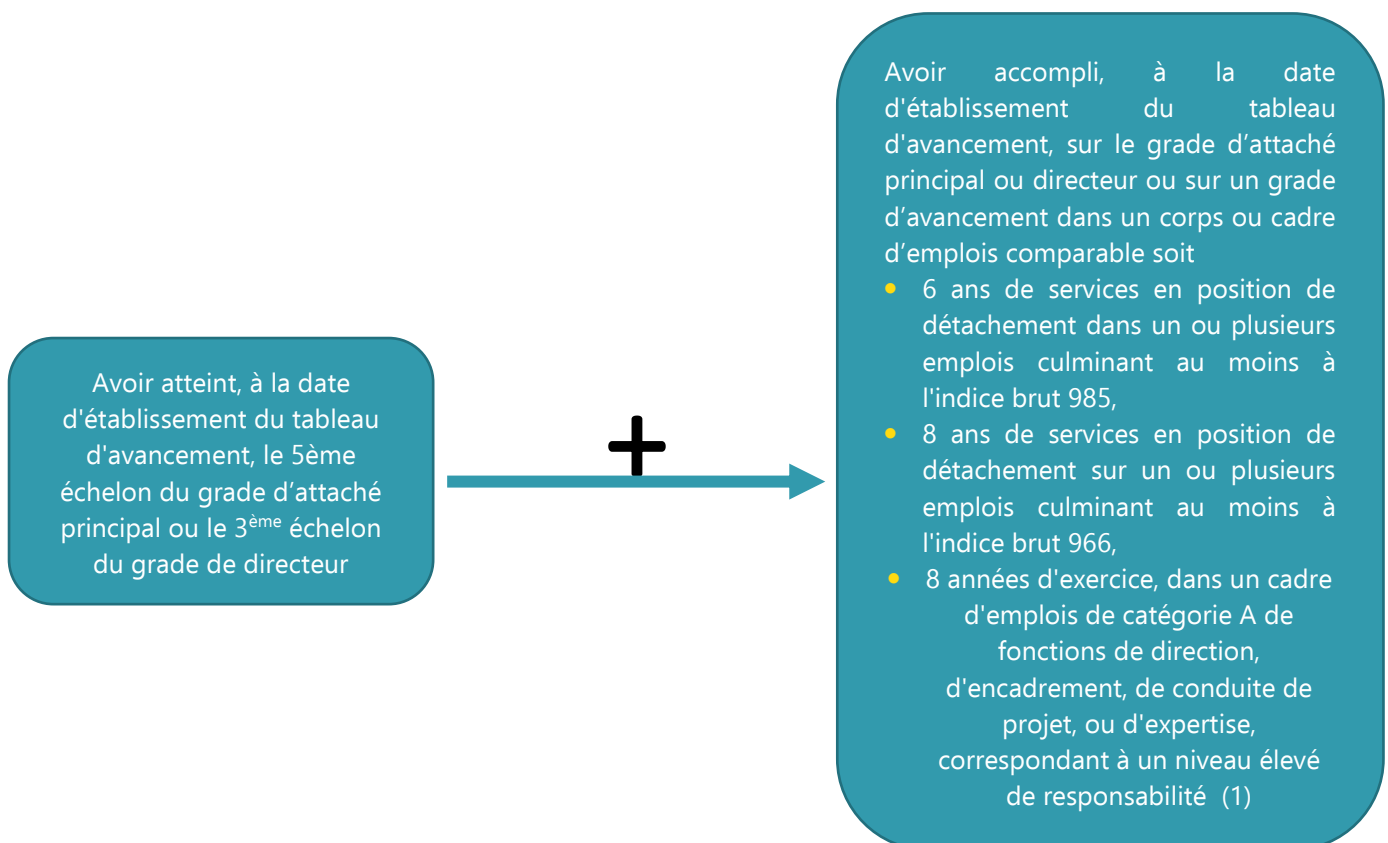 Avoir atteint, à la date
d'établissement du tableau
d'avancement, le 5ème
échelon du grade d’attaché
principal ou le 3ème échelon
du grade de directeur
+
Avoir accompli, à la date
d'établissement du tableau
d'avancement, sur le grade d’attaché
principal ou directeur ou sur un grade
d’avancement dans un corps ou cadre
d’emplois comparable soit
• 6 ans de services en position de
détachement dans un ou plusieurs
emplois culminant au moins à
l'indice brut 985,
• 8 ans de services en position de
détachement sur un ou plusieurs
emplois culminant au moins à
l'indice brut 966,
• 8 années d'exercice, dans un cadre
d'emplois de catégorie A de
fonctions de direction,
d'encadrement, de conduite de
projet, ou d'expertise,
correspondant à un niveau élevé
de responsabilité (1)